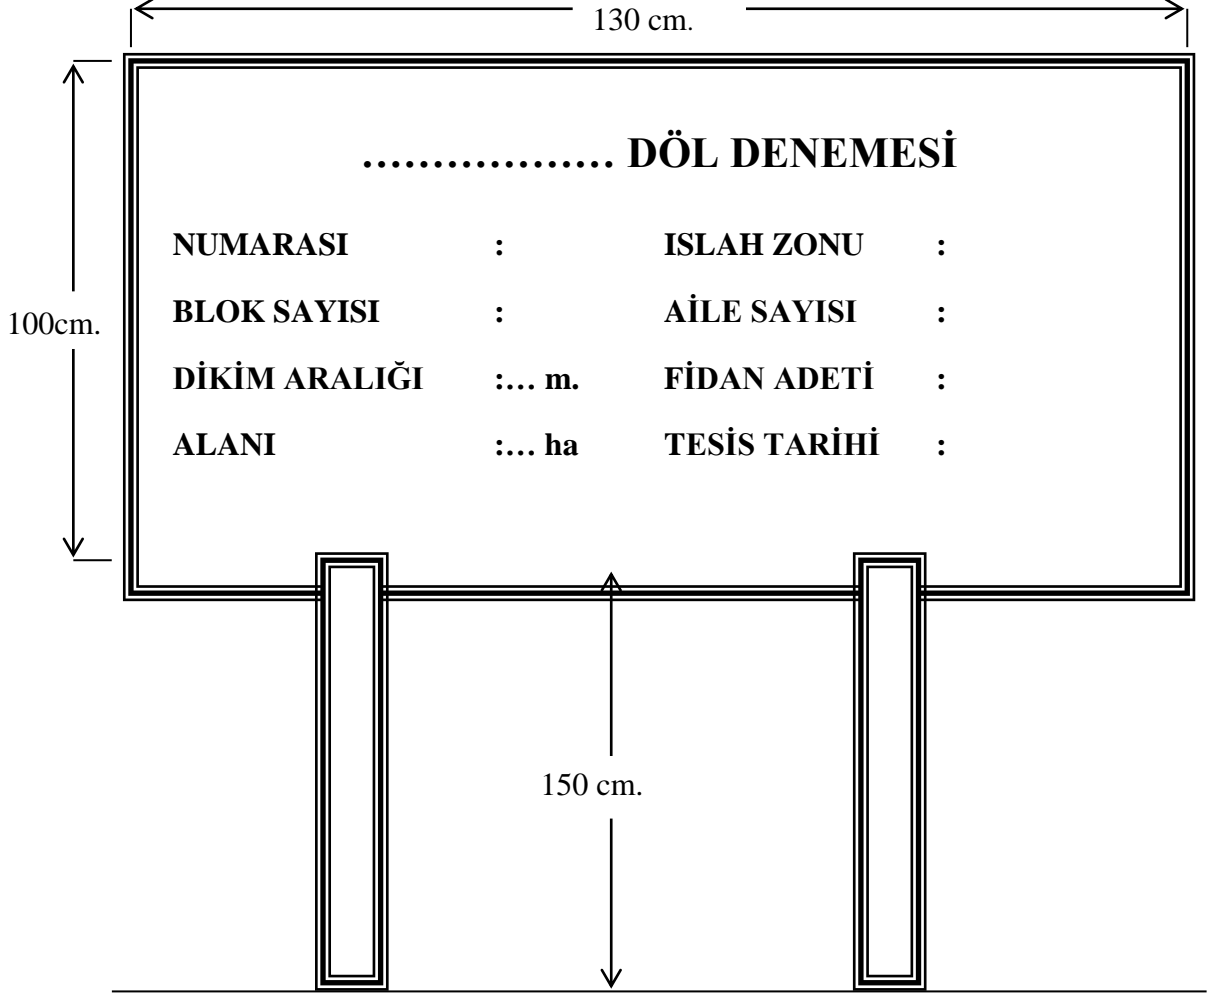 130 cm.
……………… DÖL DENEMESİ
NUMARASI : ISLAH ZONU :
BLOK SAYISI : AİLE SAYISI :
100cm.
DİKİM ARALIĞI :… m. FİDAN ADETİ :
ALANI :… ha TESİS TARİHİ :
150 cm.